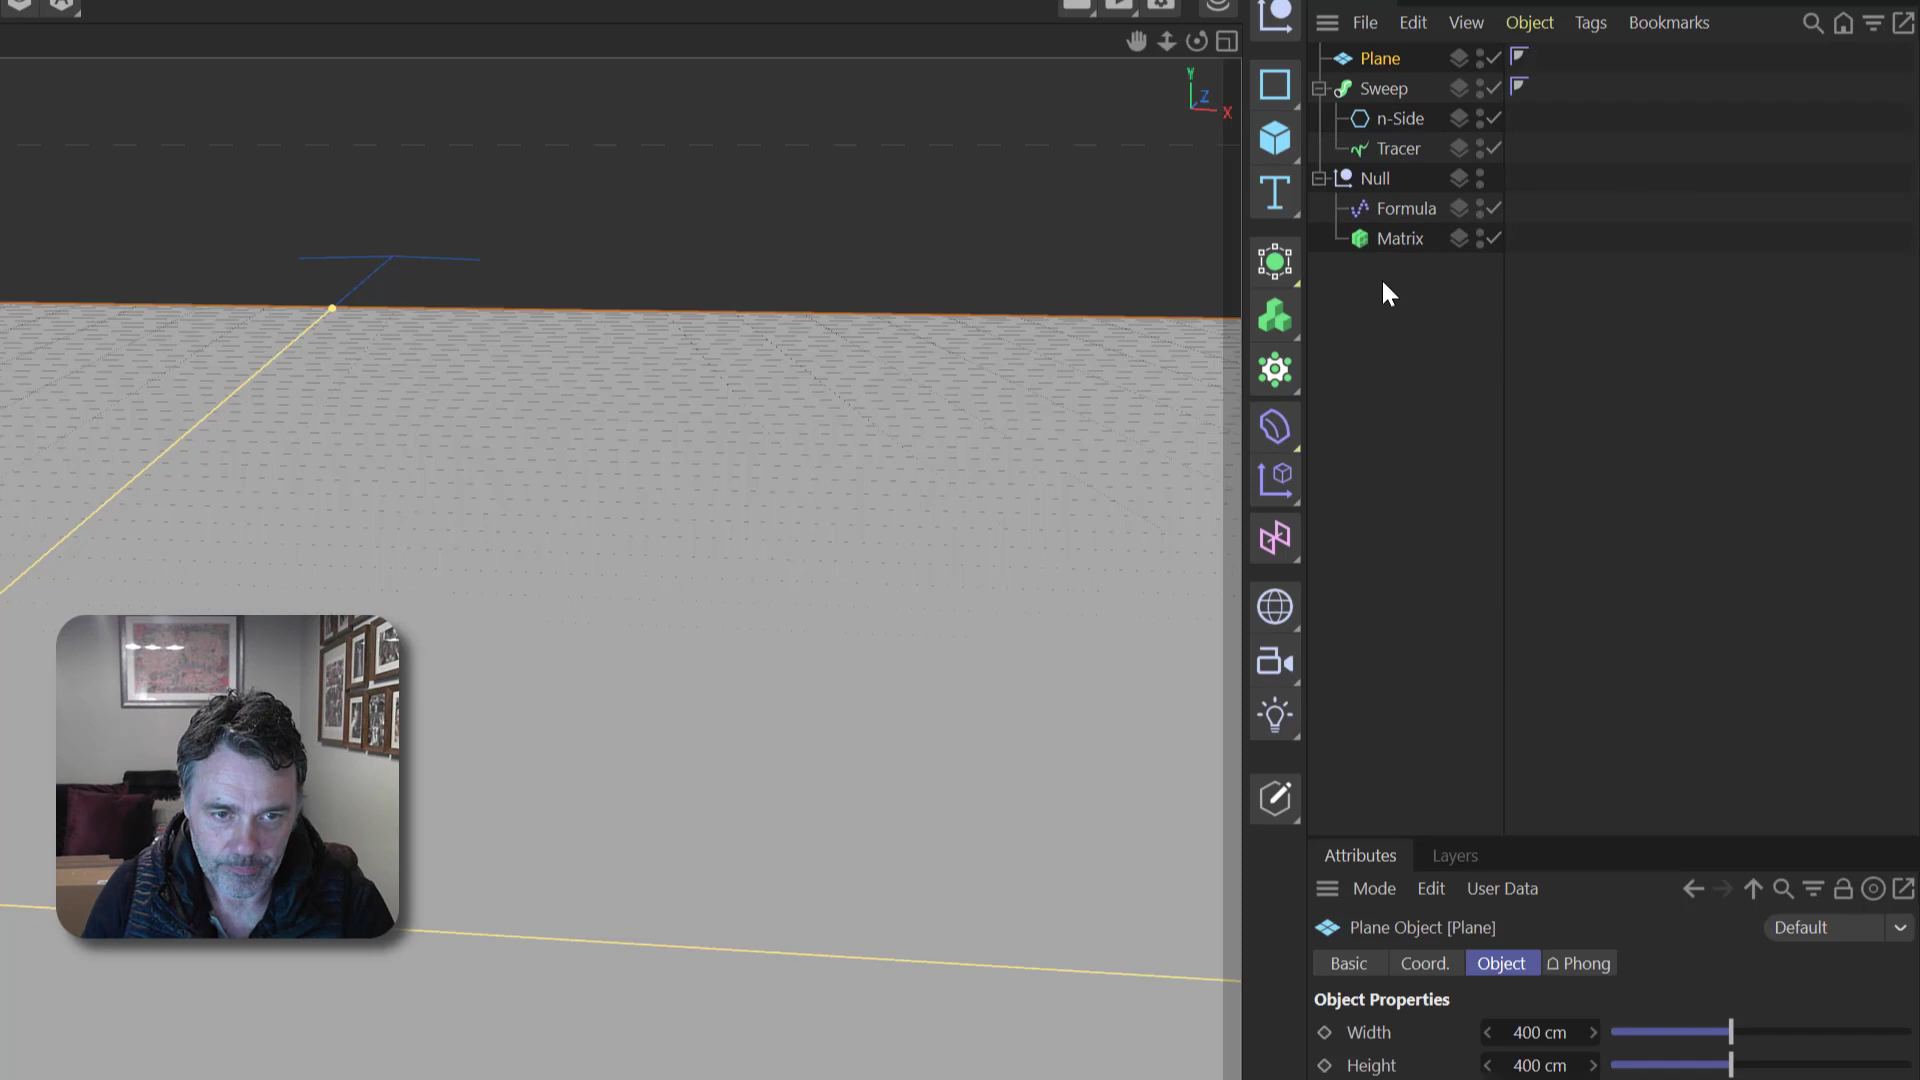 File Edit View Object Tags Bookmarks
Plane
Sweep
n-Side
Tracer
Null
Formula
Matrix
Y
Z
X
Attributes Layers
Mode Edit User Data
Plane Object [Plane] Default
Basic Coord. Object Phong
Object Properties
Width 400 cm
Height 400 cm